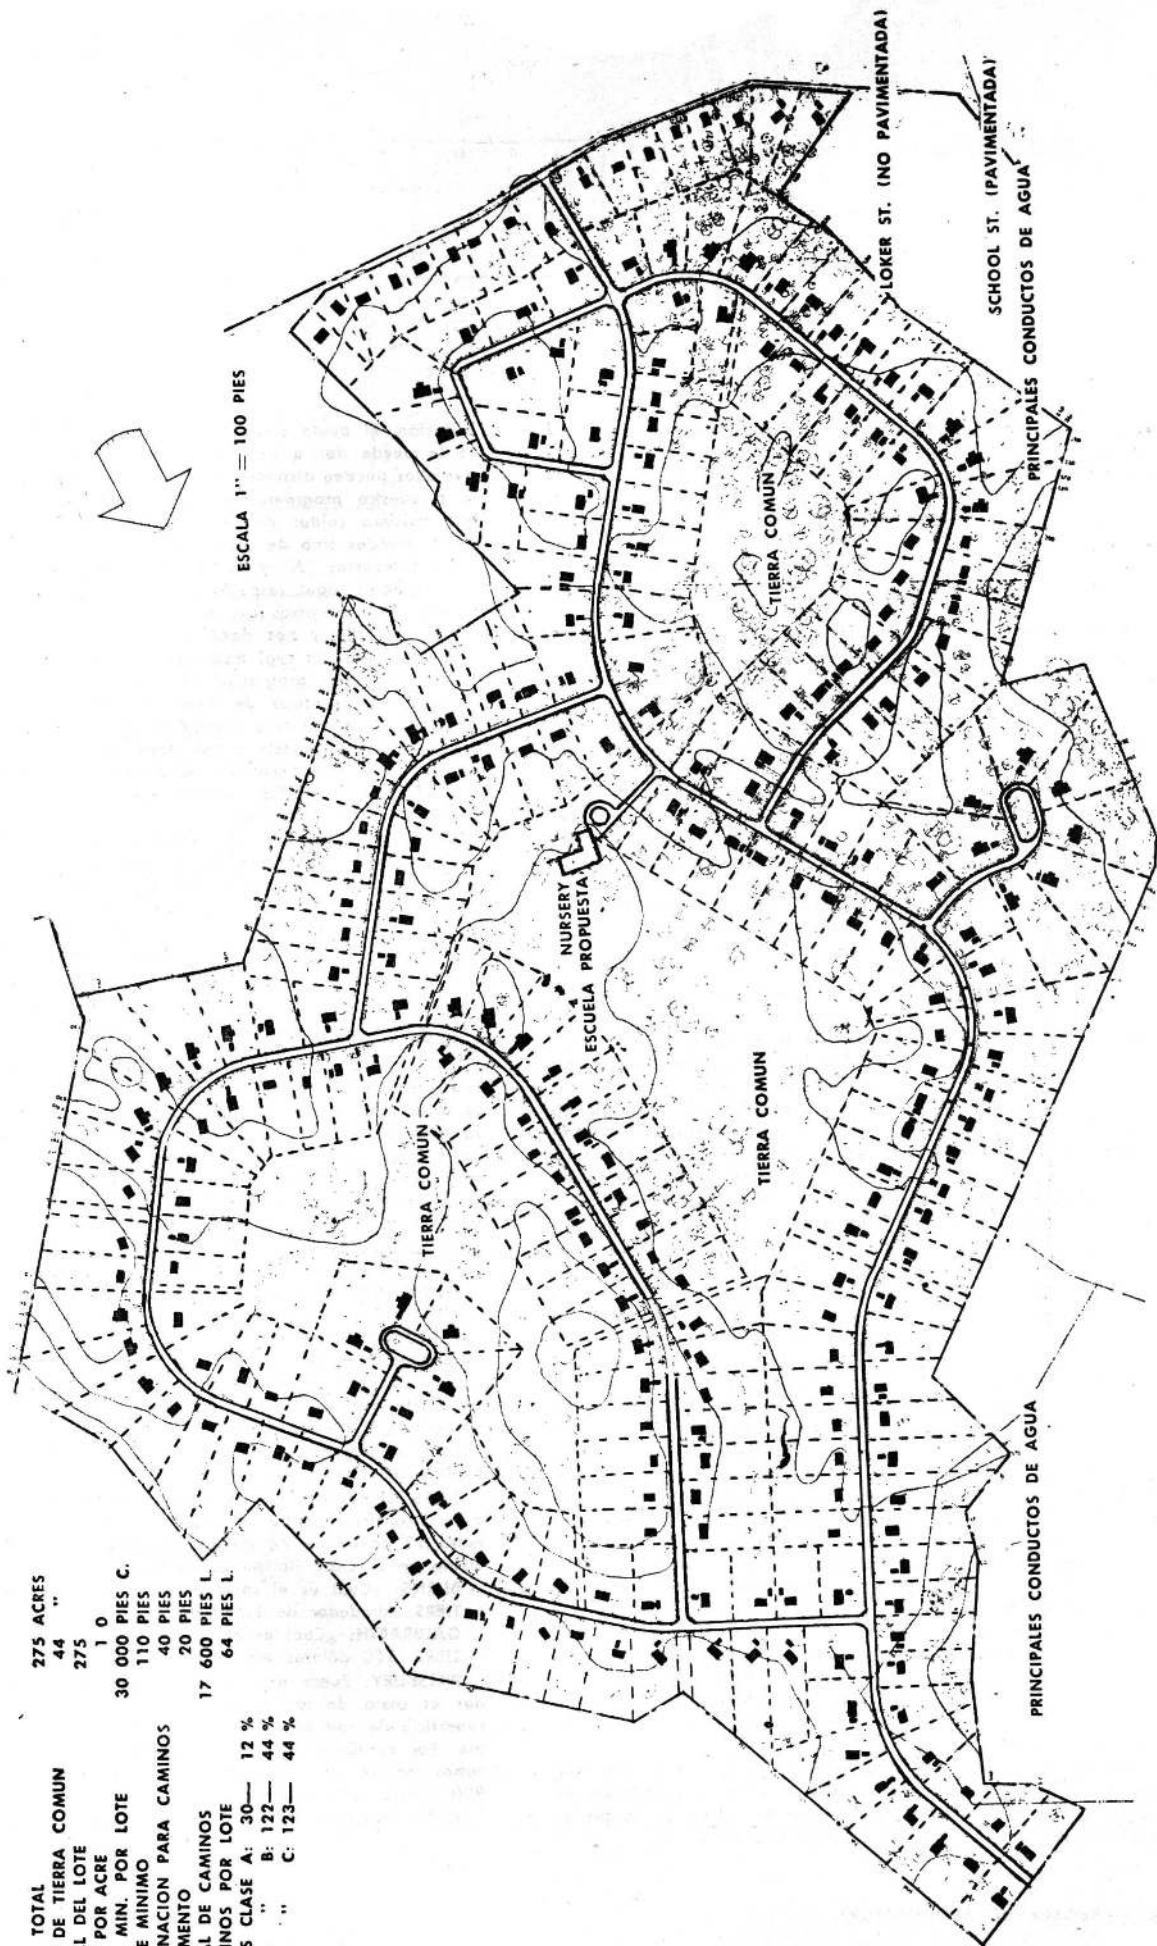 TOTAL 275 ACRES
DE TIERRA COMUN 44 "
DEL LOTE 275
POR ACRE 1 0
MIN. POR LOTE 30 000 PIES C.
E MINIMO 110 PIES
NACION PARA CAMINOS 40 PIES
MENTO 20 PIES
L DE CAMINOS 17 600 PIES L.
INOS POR LOTE 64 PIES L.
S CLASE A: 30— 12 %
" B: 122— 44 %
" C: 123— 44 %
ESCALA 1" = 100 PIES
TIERRA COMUN
NURSERY
ESCUELA PROPUESTA
TIERRA COMUN
TIERRA COMUN
LOKER ST. (NO PAVIMENTADA)
SCHOOL ST. (PAVIMENTADA)
PRINCIPALES CONDUCTOS DE AGUA
PRINCIPALES CONDUCTOS DE AGUA